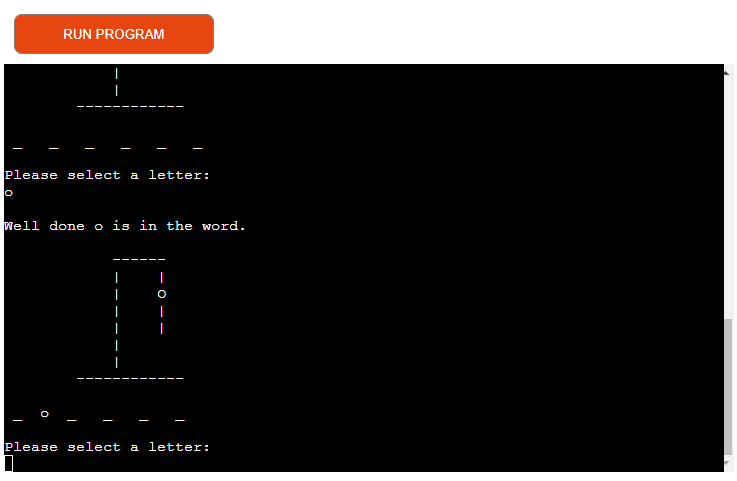 RUN PROGRAM
|
|
------------
_ _ _ _ _ _
Please select a letter:
o
Well done o is in the word.
------
| |
| O
| |
| |
|
|
------------
_ o _ _ _ _
Please select a letter: